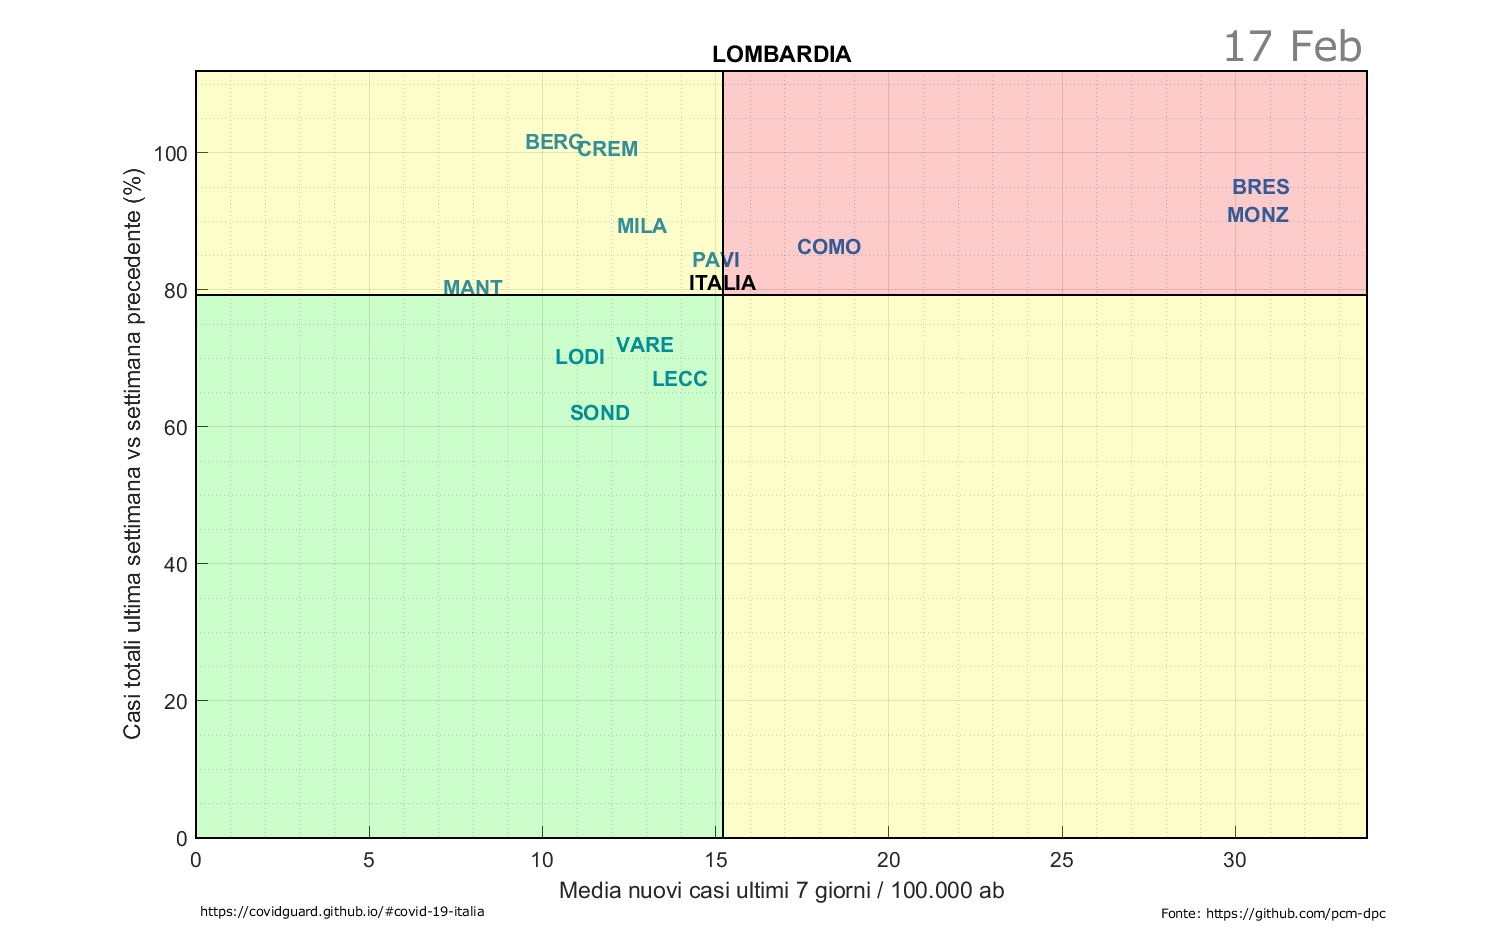 17 Feb
LOMBARDIA
BERG
CREM
BRES
MONZ
MILA
COMO
PAVI
ITALIA
MANT
VARE
LODI
LECC
SOND
100
80
60
40
20
0
Casi totali ultima settimana vs settimana precedente (%)
0 5 10 15 20 25 30
Media nuovi casi ultimi 7 giorni / 100.000 ab
https://covidguard.github.io/#covid-19-italia
Fonte: https://github.com/pcm-dpc